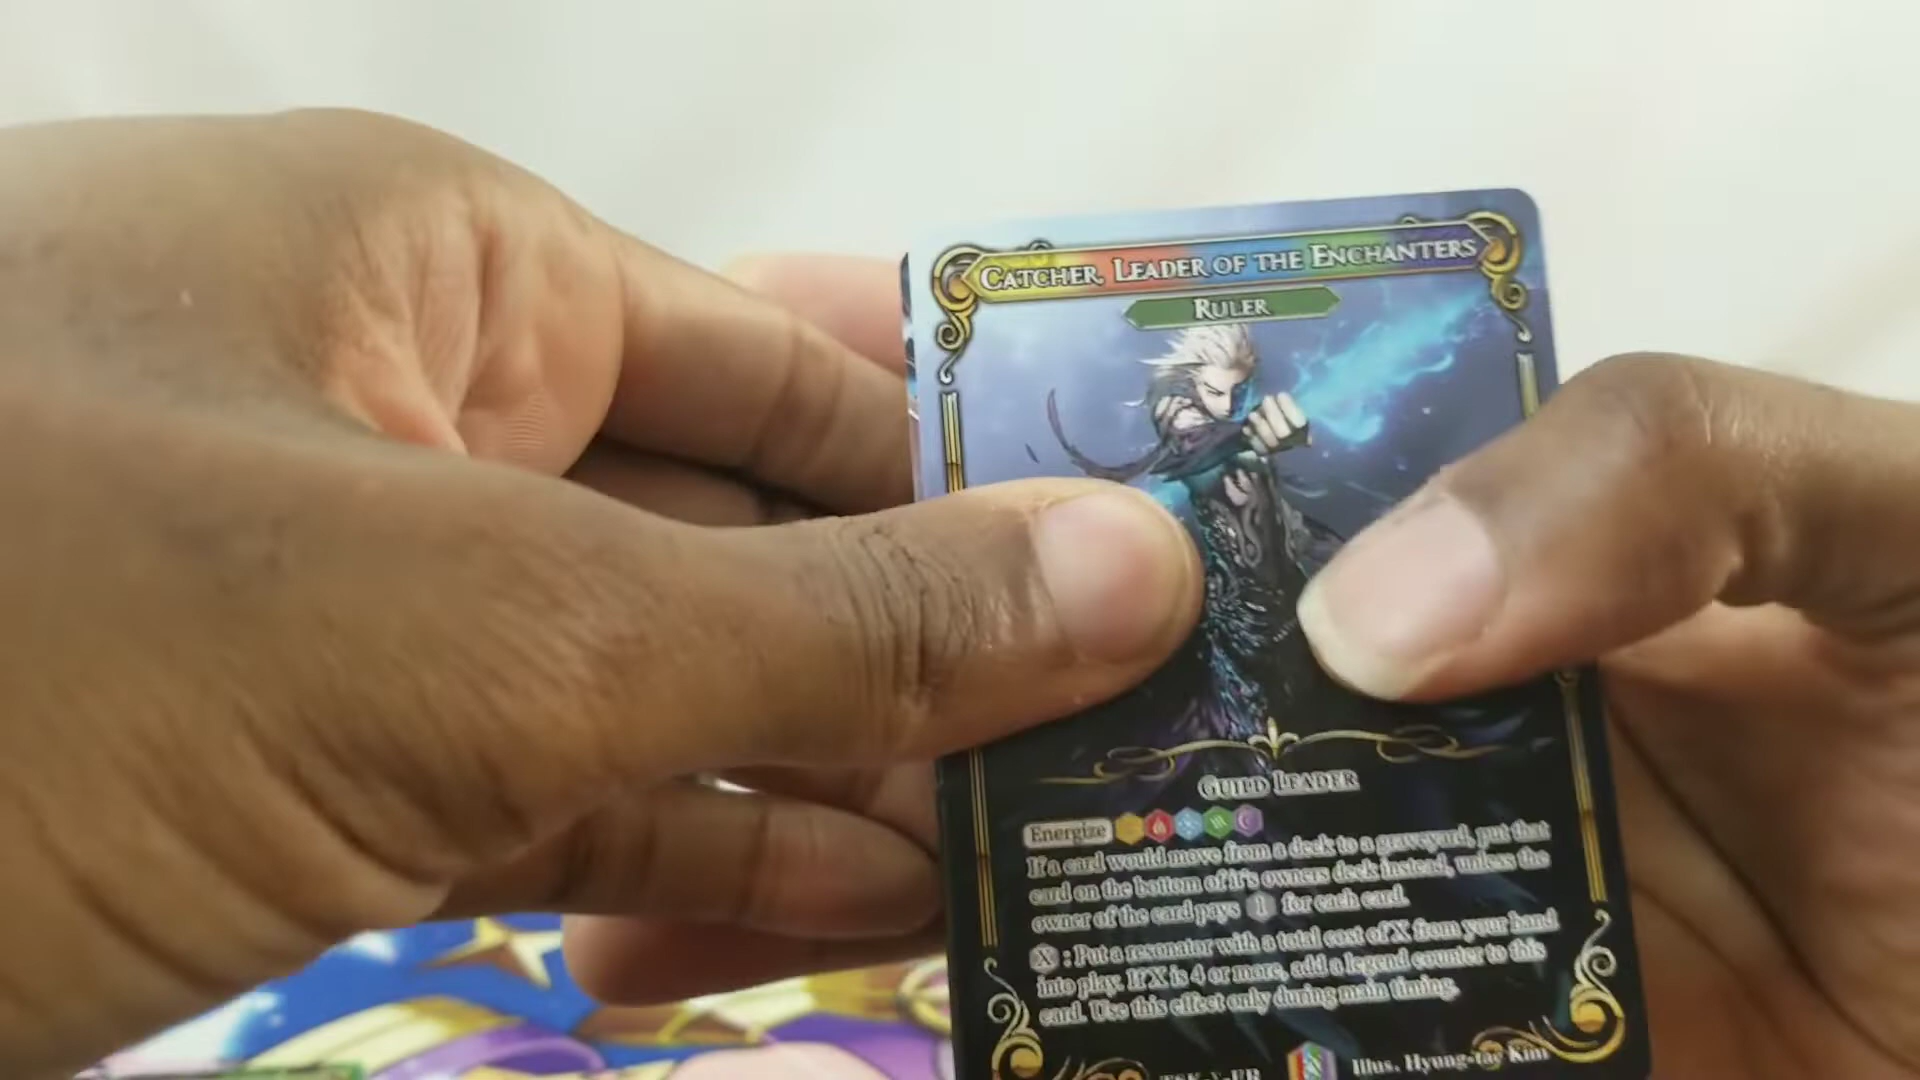 CATCHER, LEADER OF THE ENCHANTERS
RULER
GUILD LEADER
Energize
If a card would move from a deck to a graveyard, put that
card on the bottom of it's owners deck instead, unless the
owner of the card pays 1 for each card.
X : Put a resonator with a total cost of X from your hand
into play. If X is 4 or more, add a legend counter to this
card. Use this effect only during main timing.
Illus. Hyung-tae Kim